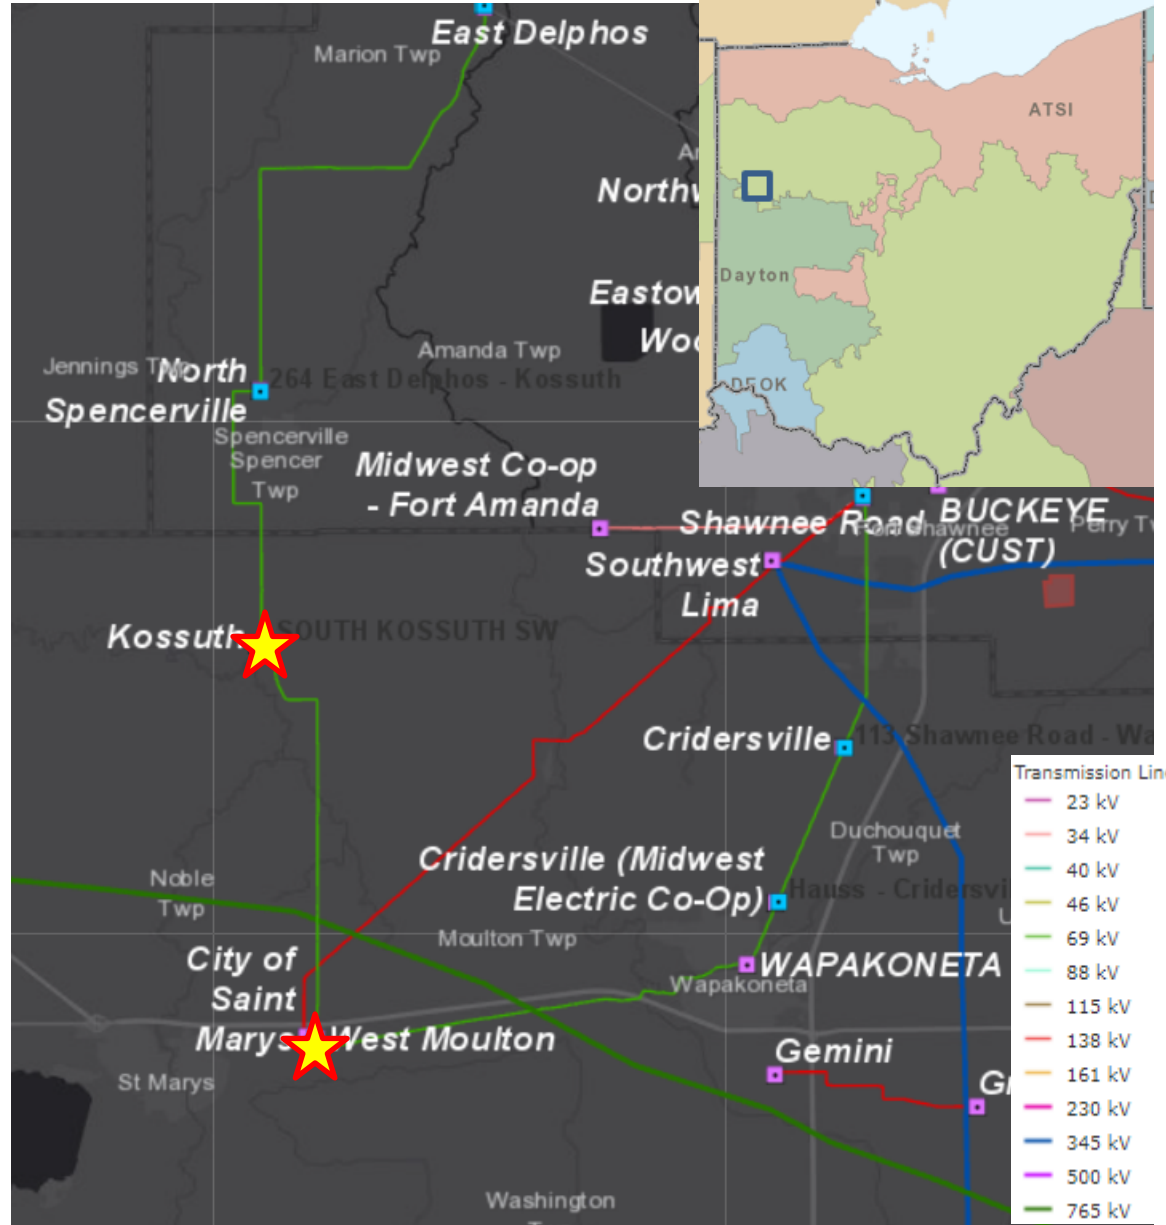 East Delphos
Marion Twp
ATSI
Northw
Dayton
Eastow
Woo
DEOK
Jennings Twp
North
Spencerville
264 East Delphos - Kossuth
Amanda Twp
Spencerville
Spencer
Twp
Midwest Co-op
- Fort Amanda
Shawnee Road
BUCKEYE
(CUST)
Fort Shawnee
Perry Tw
Southwest
Lima
Kossuth
SOUTH KOSSUTH SW
Cridersville
113 Shawnee Road - Wa
Duchouquet
Twp
Cridersville (Midwest
Electric Co-Op)
Hauss - Cridersvi
Noble
Twp
Moulton Twp
City of
Saint
Marys
West Moulton
WAPAKONETA
Wapakoneta
Gemini
St Marys
Washington
Transmission Lin
23 kV
34 kV
40 kV
46 kV
69 kV
88 kV
115 kV
138 kV
161 kV
230 kV
345 kV
500 kV
765 kV